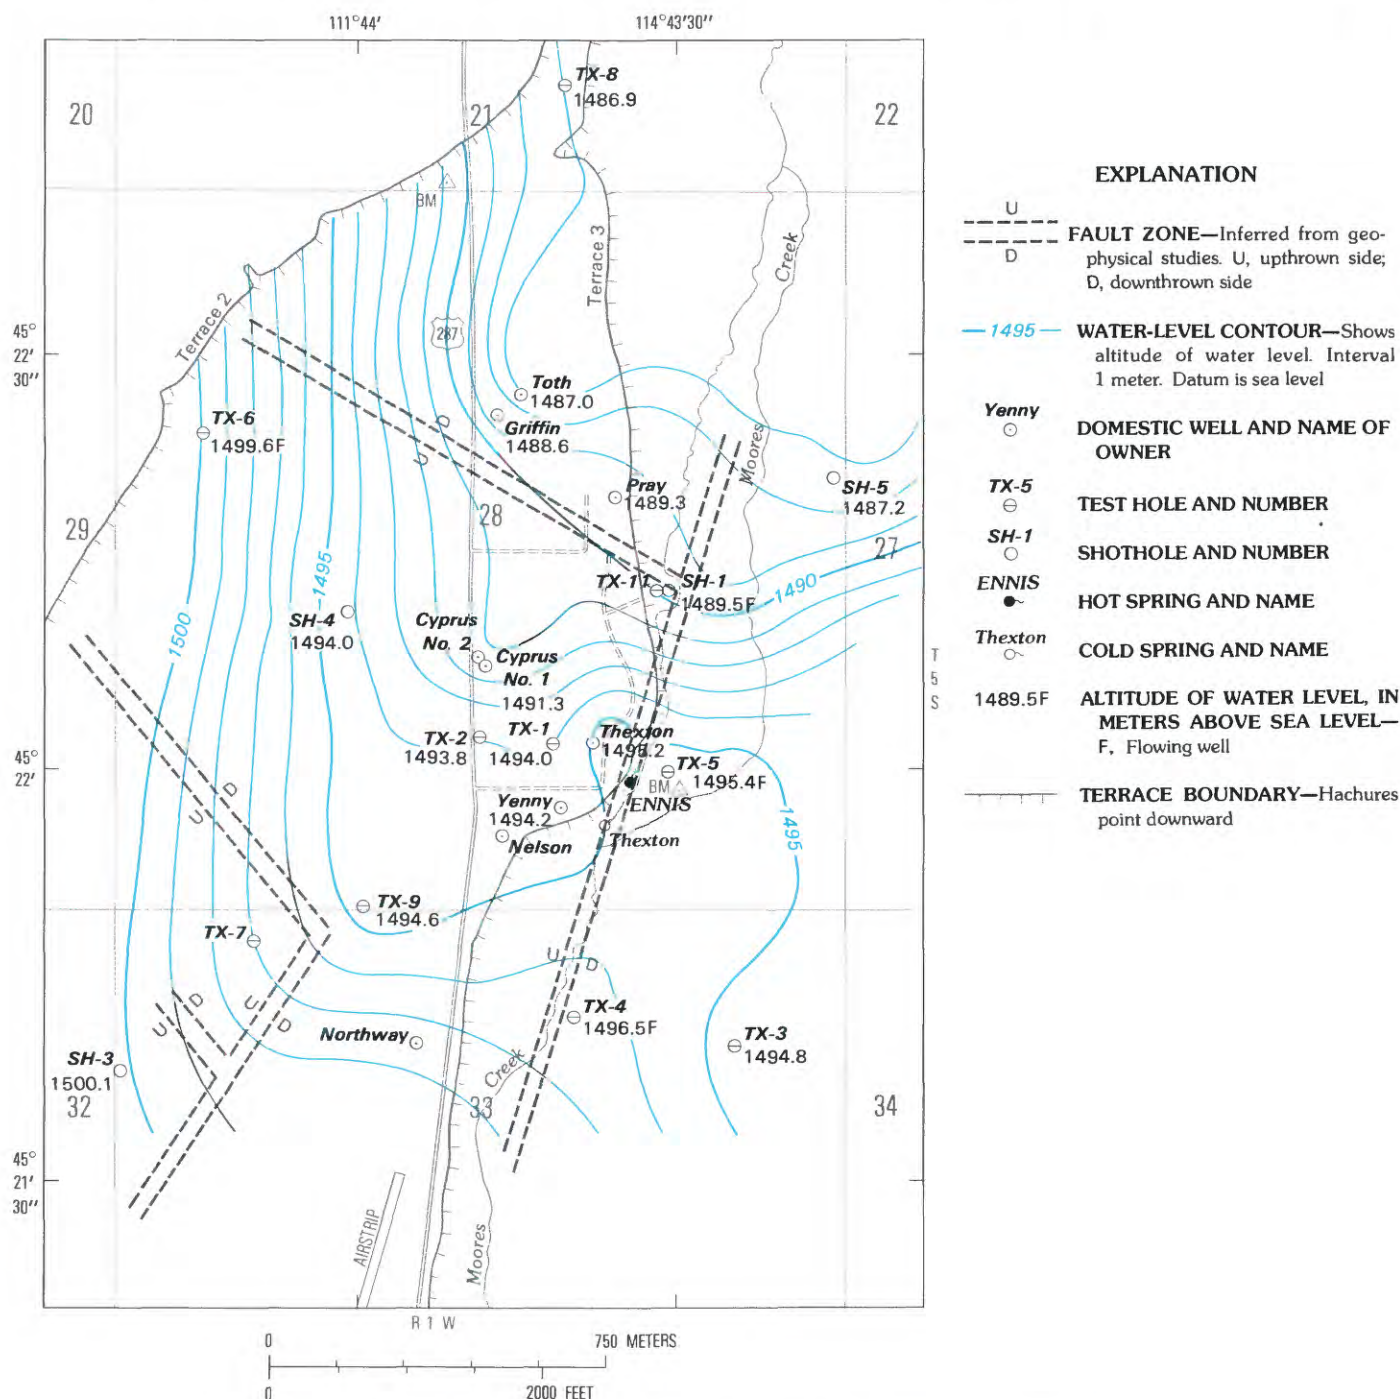 111°44'
114°43'30"
20
21
22
TX-8
1486.9
BM
Terrace 3
Creek
Terrace 2
287
45°
22'
30"
Toth
1487.0
Griffin
1488.6
TX-6
1499.6F
D
U
Moores
Pray
1489.3
SH-5
1487.2
29
28
27
1495
TX-11
SH-1
1489.5F
1490
1500
SH-4
1494.0
Cyprus
No. 2
Cyprus
No. 1
1491.3
T
5
S
TX-2
1493.8
TX-1
1494.0
Thexton
1495.2
45°
22'
BM
TX-5
1495.4F
ENNIS
Yenny
1494.2
Nelson
Thexton
1495
D
U
TX-9
1494.6
TX-7
U
D
U
D
D
U
TX-4
1496.5F
TX-3
1494.8
Northway
SH-3
1500.1
Creek
32
33
34
45°
21'
30"
AIRSTRIP
Moores
R 1 W
0
750 METERS
0
2000 FEET
EXPLANATION
U
D
FAULT ZONE—Inferred from geo-
physical studies. U, upthrown side;
D, downthrown side
1495
WATER-LEVEL CONTOUR—Shows
altitude of water level. Interval
1 meter. Datum is sea level
Yenny
DOMESTIC WELL AND NAME OF
OWNER
TX-5
TEST HOLE AND NUMBER
SH-1
SHOTHOLE AND NUMBER
ENNIS
HOT SPRING AND NAME
Thexton
COLD SPRING AND NAME
1489.5F
ALTITUDE OF WATER LEVEL, IN
METERS ABOVE SEA LEVEL—
F, Flowing well
TERRACE BOUNDARY—Hachures
point downward